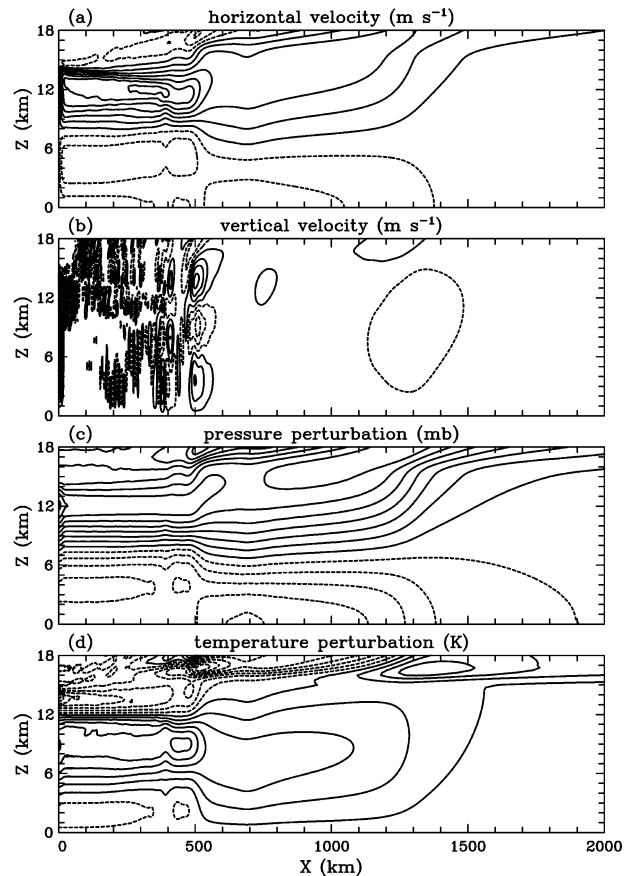 (a) horizontal velocity (m s⁻¹)
18
12
6
0
Z (km)
(b) vertical velocity (m s⁻¹)
18
12
6
0
Z (km)
(c) pressure perturbation (mb)
18
12
6
0
Z (km)
(d) temperature perturbation (K)
18
12
6
0
Z (km)
0 500 1000 1500 2000
X (km)